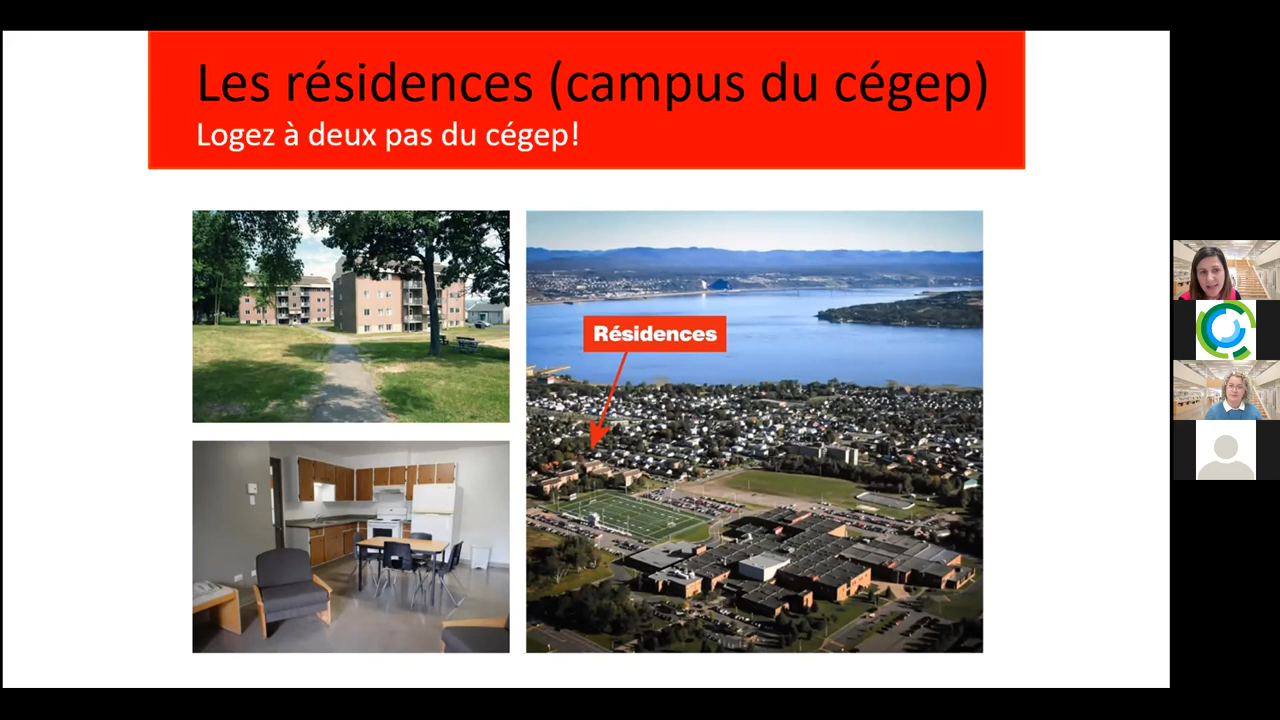 Les résidences (campus du cégep)
Logez à deux pas du cégep!
Résidences